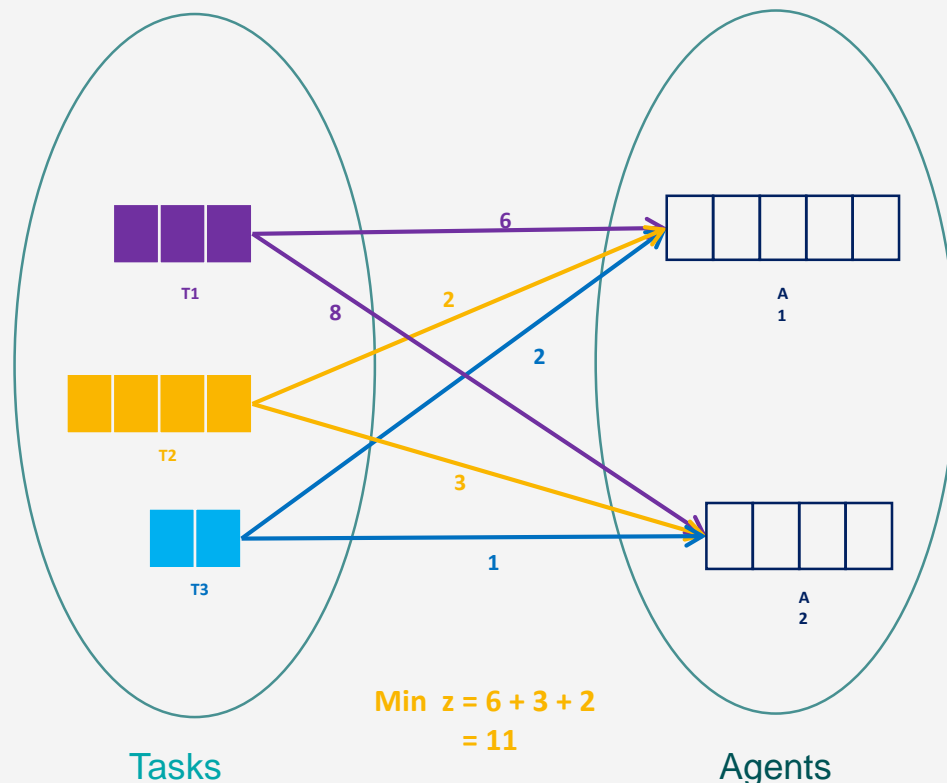 6
T1
8
2
A
1
2
T2
3
1
T3
A
2
Min z = 6 + 3 + 2
= 11
Tasks
Agents